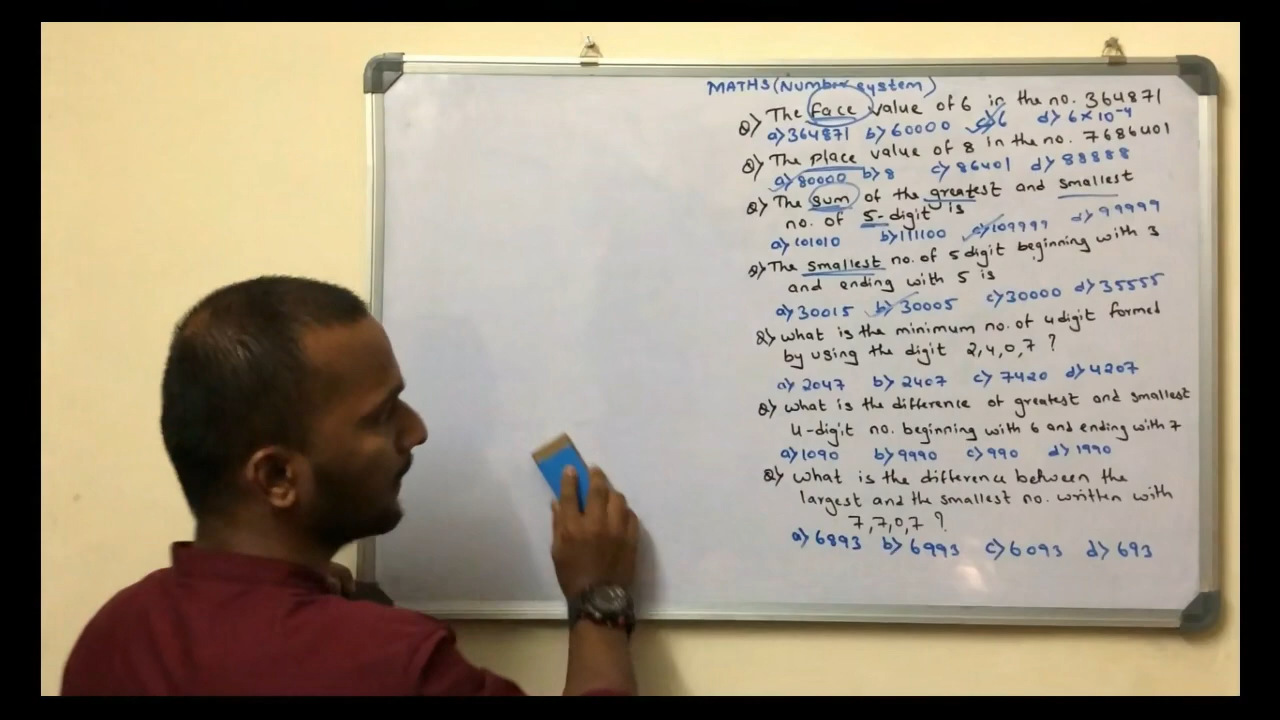 MATHS (Number system)
Q> The face value of 6 in the no. 364871
a> 364871 b> 60000 c> 6 d> 6×10⁻⁴
Q> The place value of 8 in the no. 7686401
a> 80000 b> 8 c> 86401 d> 88888
Q> The sum of the greatest and smallest
no. of 5-digit is
a> 101010 b> 111100 c> 109999 d> 99999
Q> The smallest no. of 5 digit beginning with 3
and ending with 5 is
a> 30015 b> 30005 c> 30000 d> 35555
Q> what is the minimum no. of 4 digit formed
by using the digit 2,4,0,7 ?
a> 2047 b> 2407 c> 7420 d> 4207
Q> what is the difference of greatest and smallest
4-digit no. beginning with 6 and ending with 7
a> 1090 b> 9990 c> 990 d> 1990
Q> what is the difference between the
largest and the smallest no. written with
7,7,0,7 ?
a> 6893 b> 6993 c> 6093 d> 693